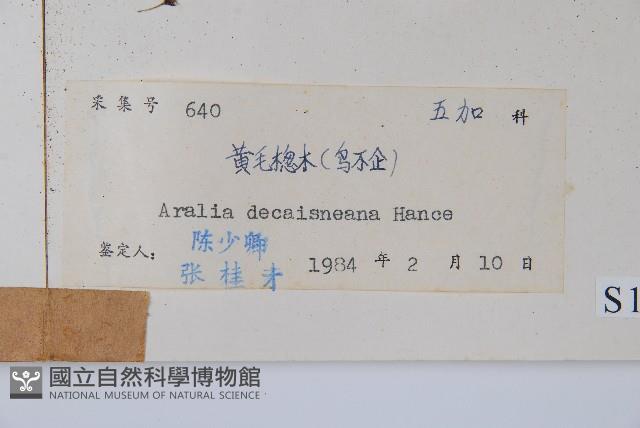 采集号 640 五加 科
黄毛楤木(鸟不企)
Aralia decaisneana Hance
鉴定人: 陈少卿
张桂才 1984 年 2 月 10 日
S1
國立自然科學博物館
NATIONAL MUSEUM OF NATURAL SCIENCE